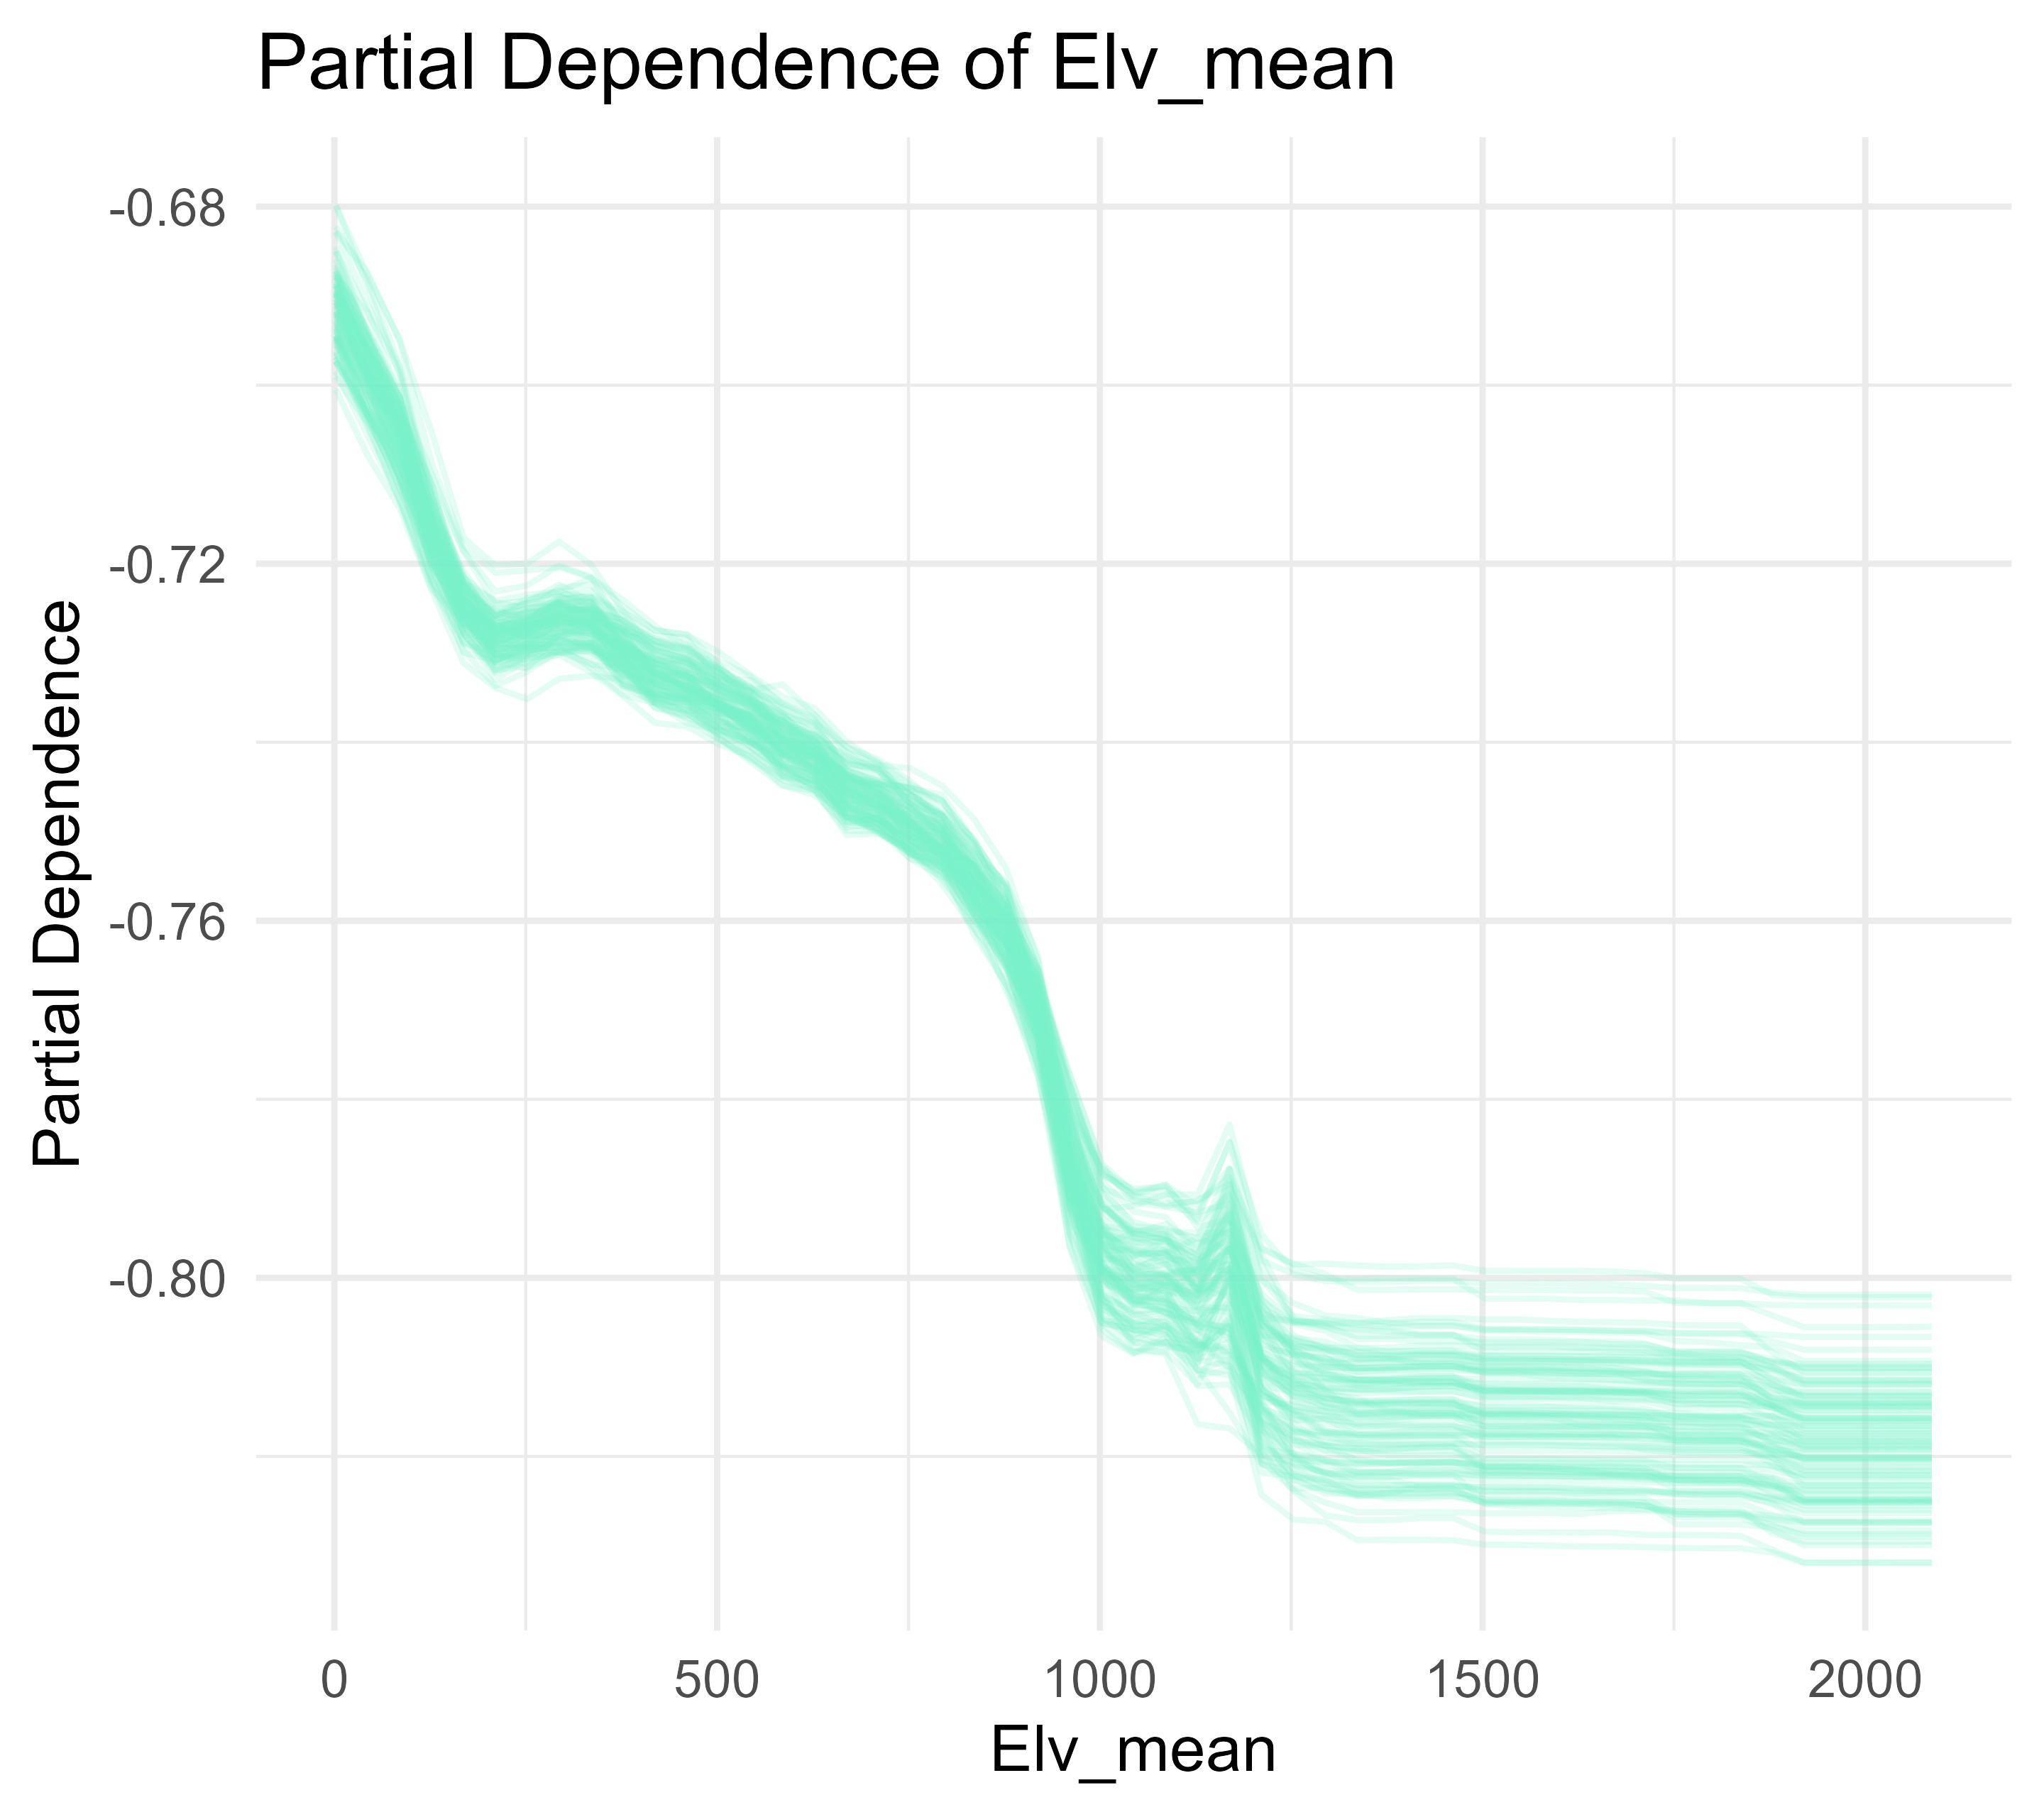 Partial Dependence of Elv_mean
-0.68
-0.72
-0.76
-0.80
Partial Dependence
0 500 1000 1500 2000
Elv_mean